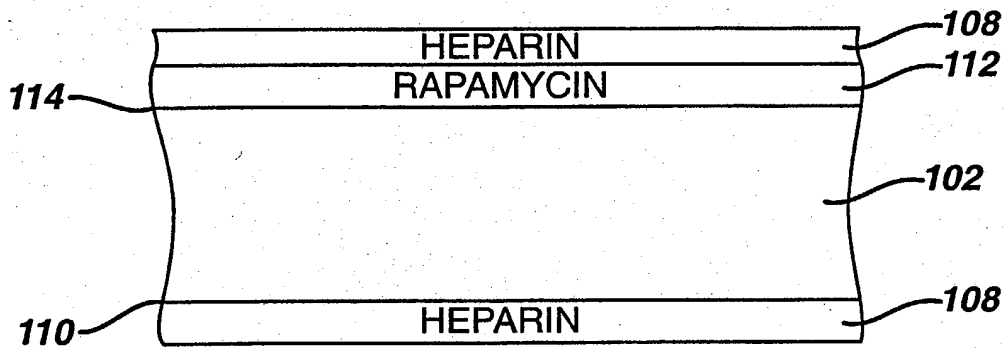 HEPARIN 108
RAPAMYCIN 112
114
102
110 HEPARIN 108